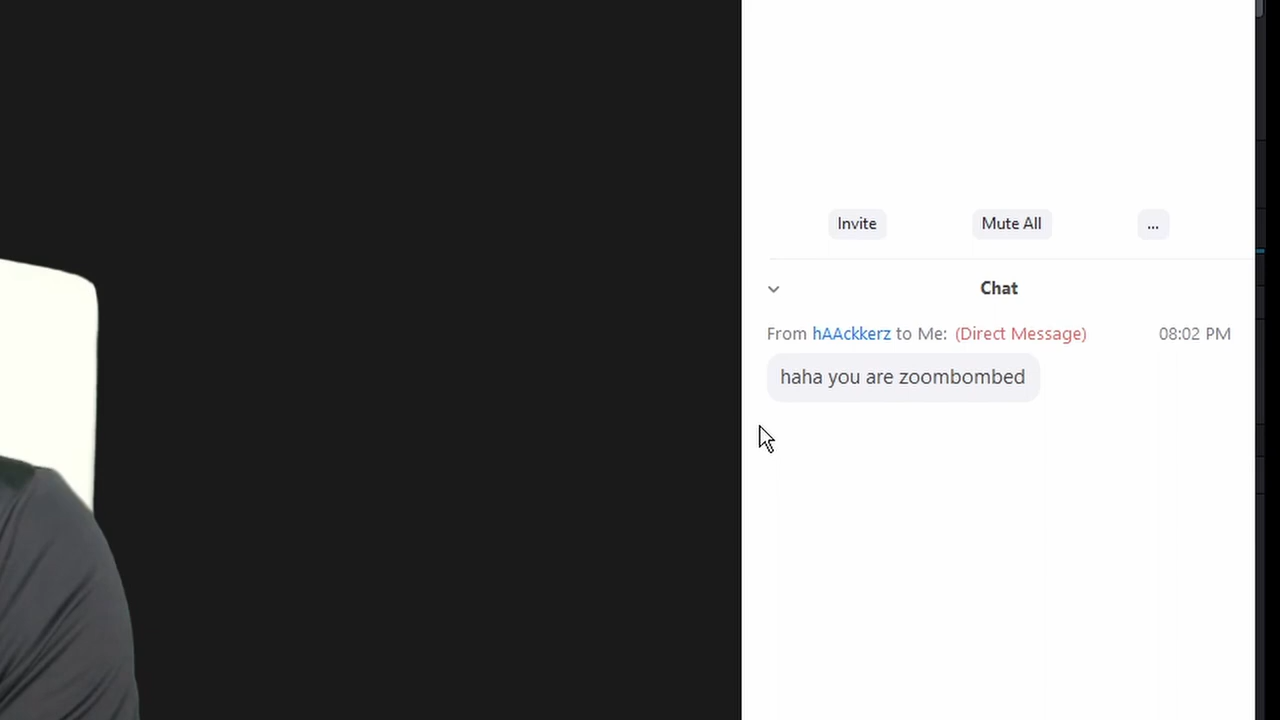 Invite Mute All ...
Chat
From hAAckkerz to Me: (Direct Message) 08:02 PM
haha you are zoombombed